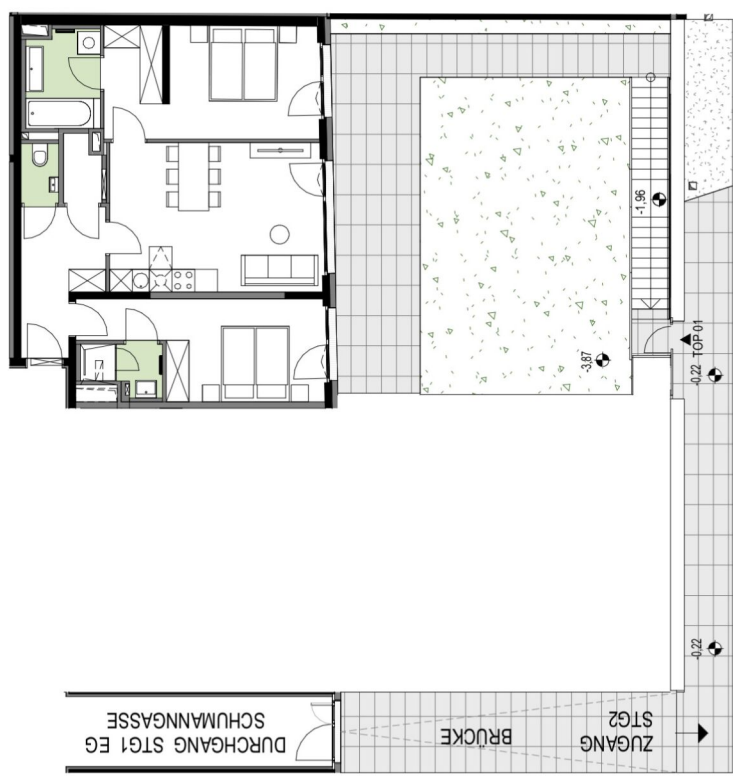 -1,96
-3,87
-0,22 TOP 01
-0,22
DURCHGANG STG1 EG
SCHUMANNGASSE
BRÜCKE
ZUGANG
STG2